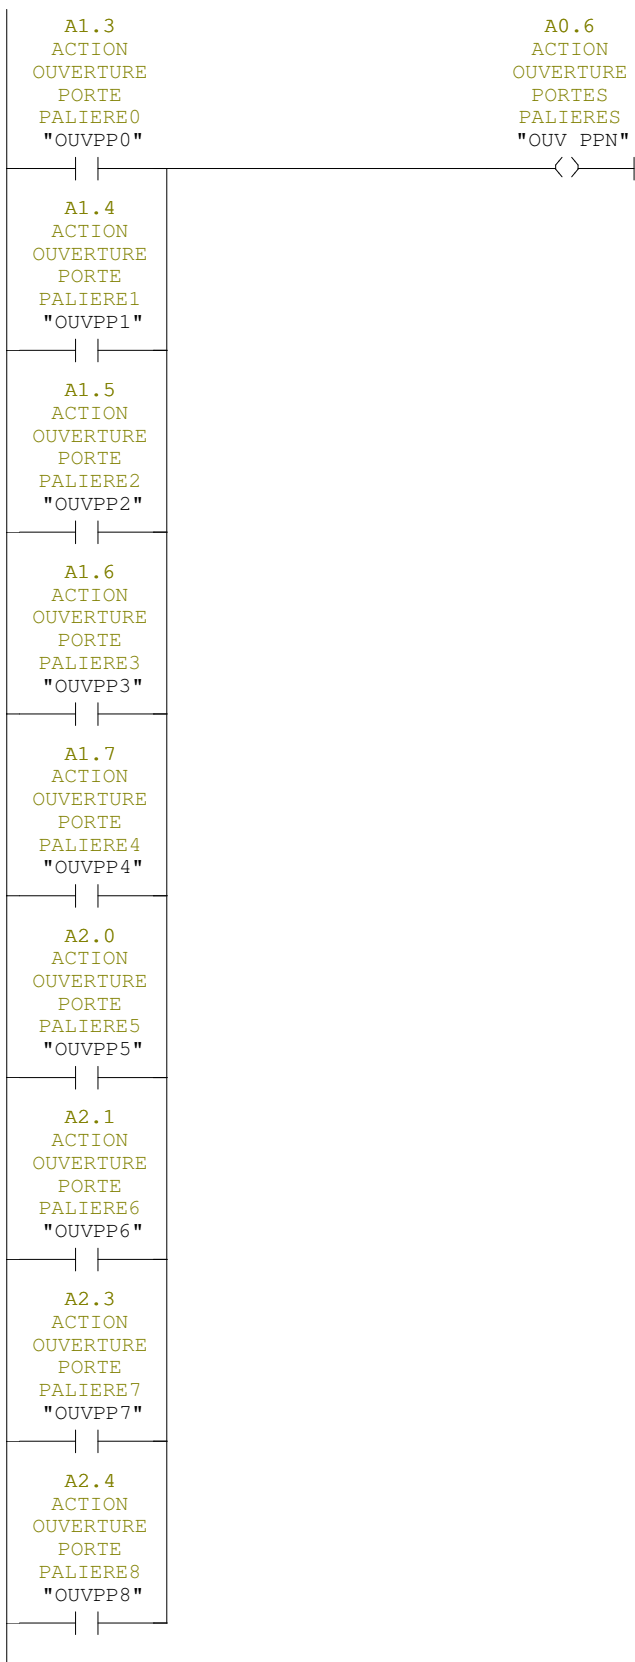 A1.3
ACTION
OUVERTURE
PORTE
PALIERE0
"OUVPP0"
A0.6
ACTION
OUVERTURE
PORTES
PALIERES
"OUV PPN"
A1.4
ACTION
OUVERTURE
PORTE
PALIERE1
"OUVPP1"
A1.5
ACTION
OUVERTURE
PORTE
PALIERE2
"OUVPP2"
A1.6
ACTION
OUVERTURE
PORTE
PALIERE3
"OUVPP3"
A1.7
ACTION
OUVERTURE
PORTE
PALIERE4
"OUVPP4"
A2.0
ACTION
OUVERTURE
PORTE
PALIERE5
"OUVPP5"
A2.1
ACTION
OUVERTURE
PORTE
PALIERE6
"OUVPP6"
A2.3
ACTION
OUVERTURE
PORTE
PALIERE7
"OUVPP7"
A2.4
ACTION
OUVERTURE
PORTE
PALIERE8
"OUVPP8"